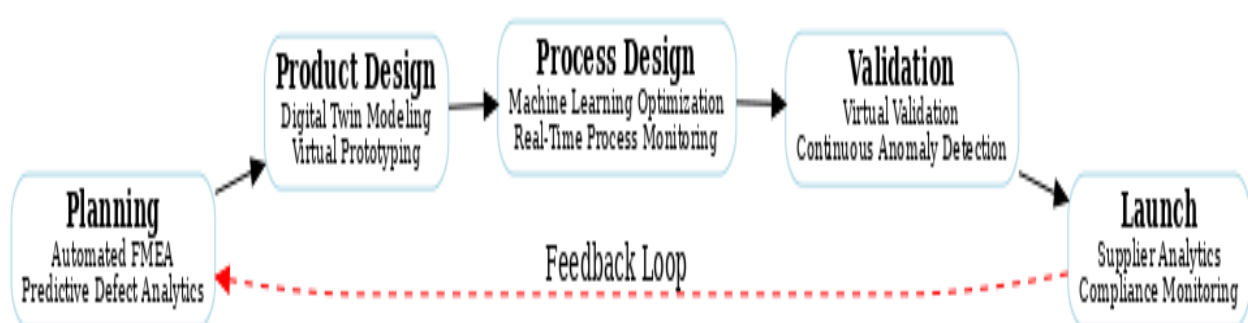 Planning
Automated FMEA
Predictive Defect Analytics
Product Design
Digital Twin Modeling
Virtual Prototyping
Process Design
Machine Learning Optimization
Real-Time Process Monitoring
Validation
Virtual Validation
Continuous Anomaly Detection
Launch
Supplier Analytics
Compliance Monitoring
Feedback Loop